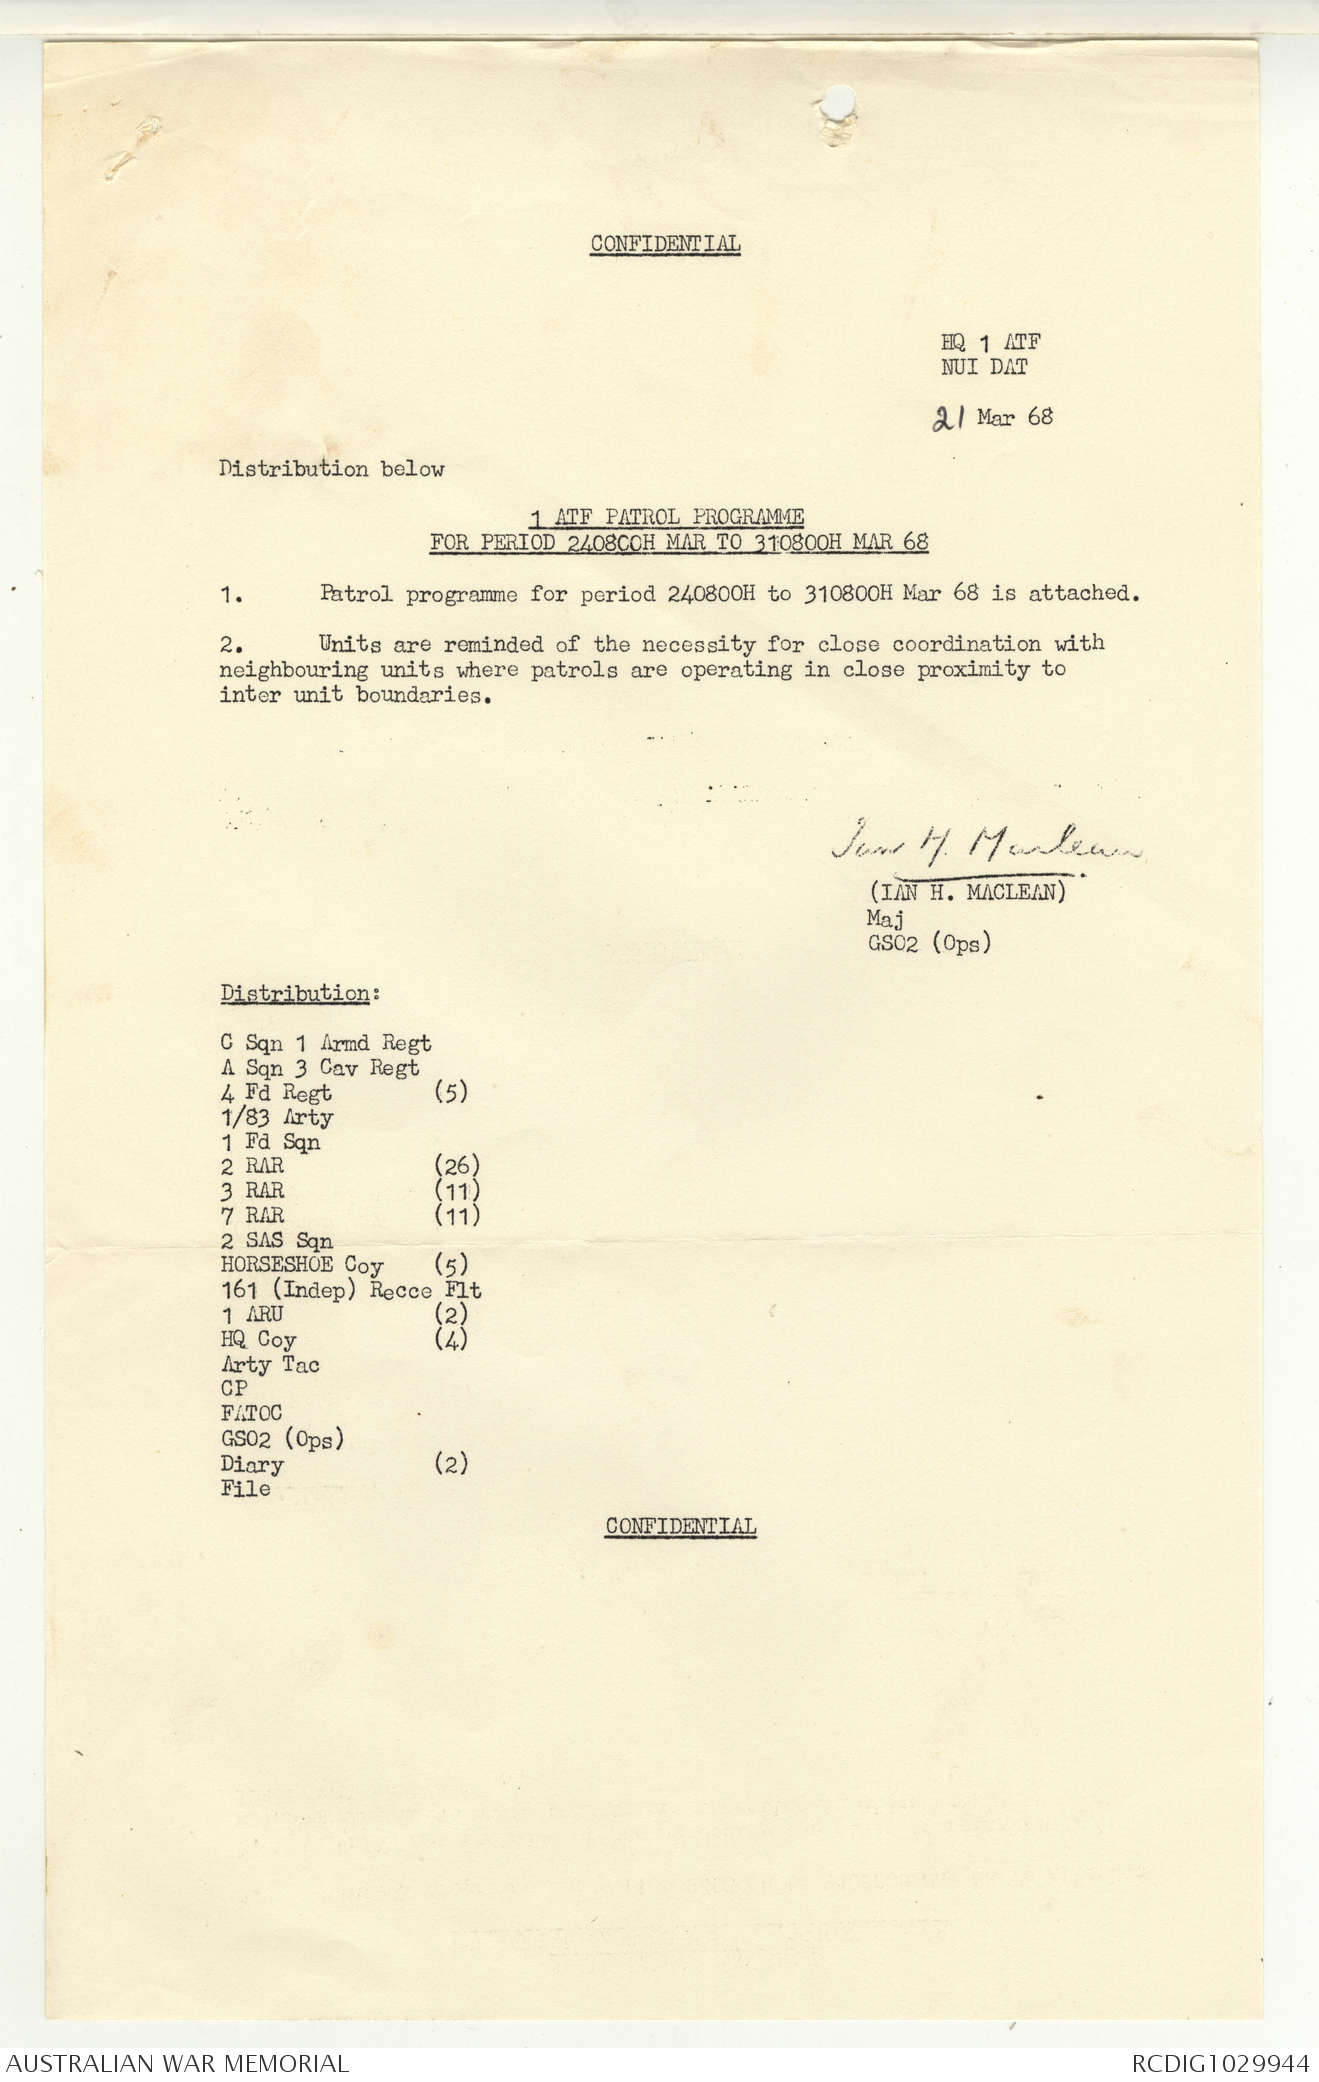 CONFIDENTIAL
HQ 1 ATF
NUI DAT
21 Mar 68
Distribution below
1 ATF PATROL PROGRAMME
FOR PERIOD 240800H MAR TO 310800H MAR 68
1. Patrol programme for period 240800H to 310800H Mar 68 is attached.
2. Units are reminded of the necessity for close coordination with
neighbouring units where patrols are operating in close proximity to
inter unit boundaries.
Ian H. Maclean
(IAN H. MACLEAN)
Maj
GSO2 (Ops)
Distribution:
C Sqn 1 Armd Regt
A Sqn 3 Cav Regt
4 Fd Regt (5)
1/83 Arty
1 Fd Sqn
2 RAR (26)
3 RAR (11)
7 RAR (11)
2 SAS Sqn
HORSESHOE Coy (5)
161 (Indep) Recce Flt
1 ARU (2)
HQ Coy (4)
Arty Tac
CP
FATOC
GSO2 (Ops)
Diary (2)
File
CONFIDENTIAL
AUSTRALIAN WAR MEMORIAL
RCDIG1029944